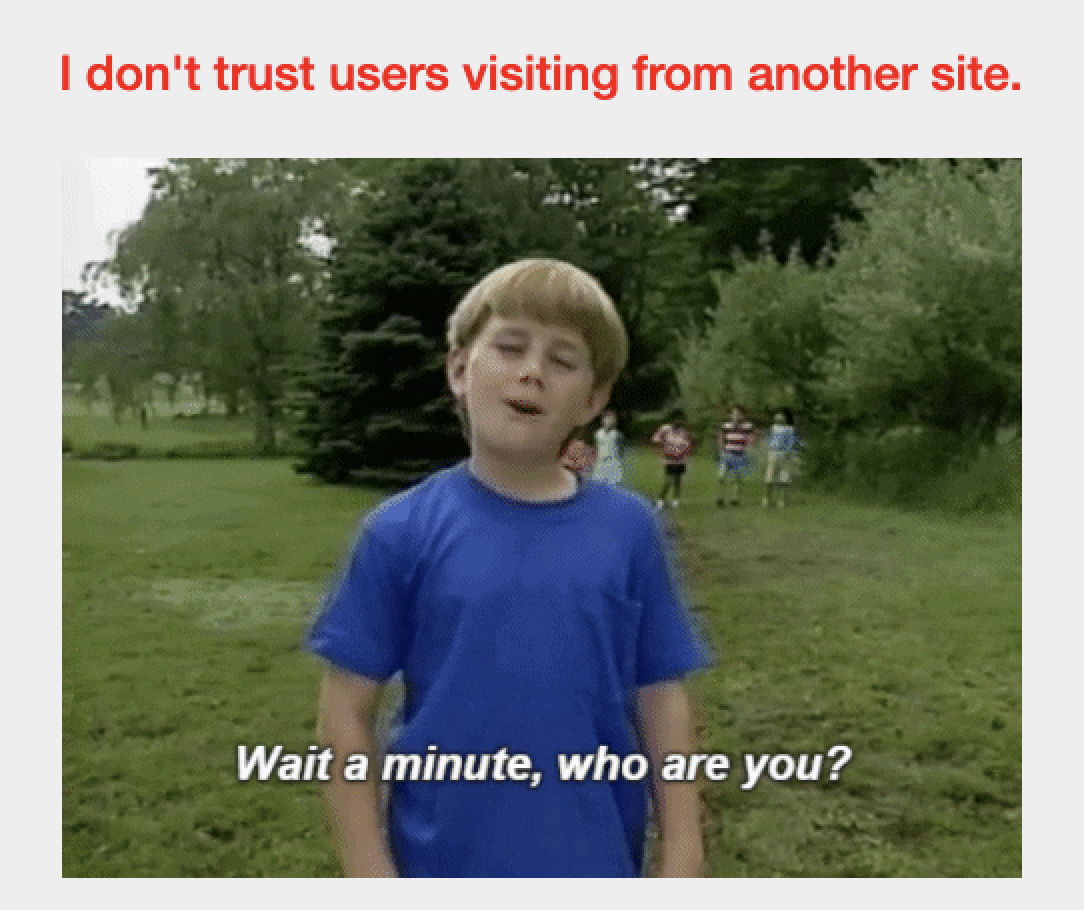 I don't trust users visiting from another site.
Wait a minute, who are you?